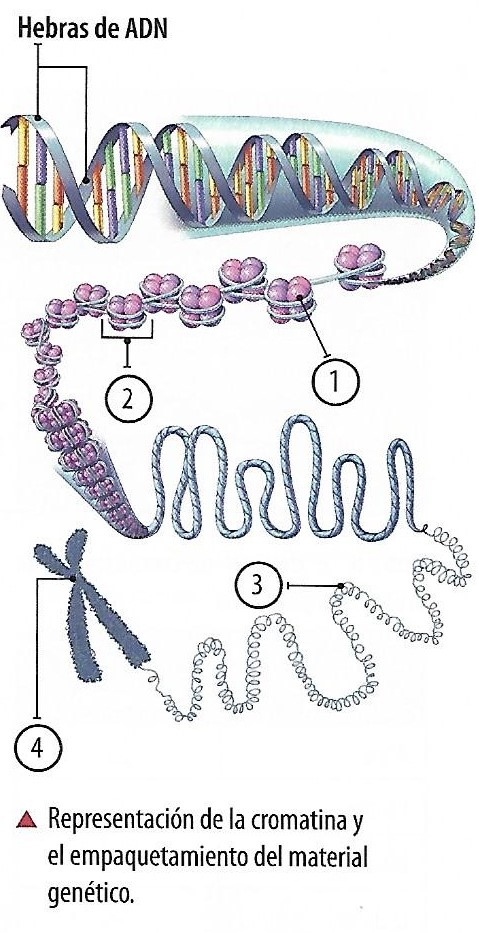 Hebras de ADN
1
2
3
4
Representación de la cromatina y
el empaquetamiento del material
genético.